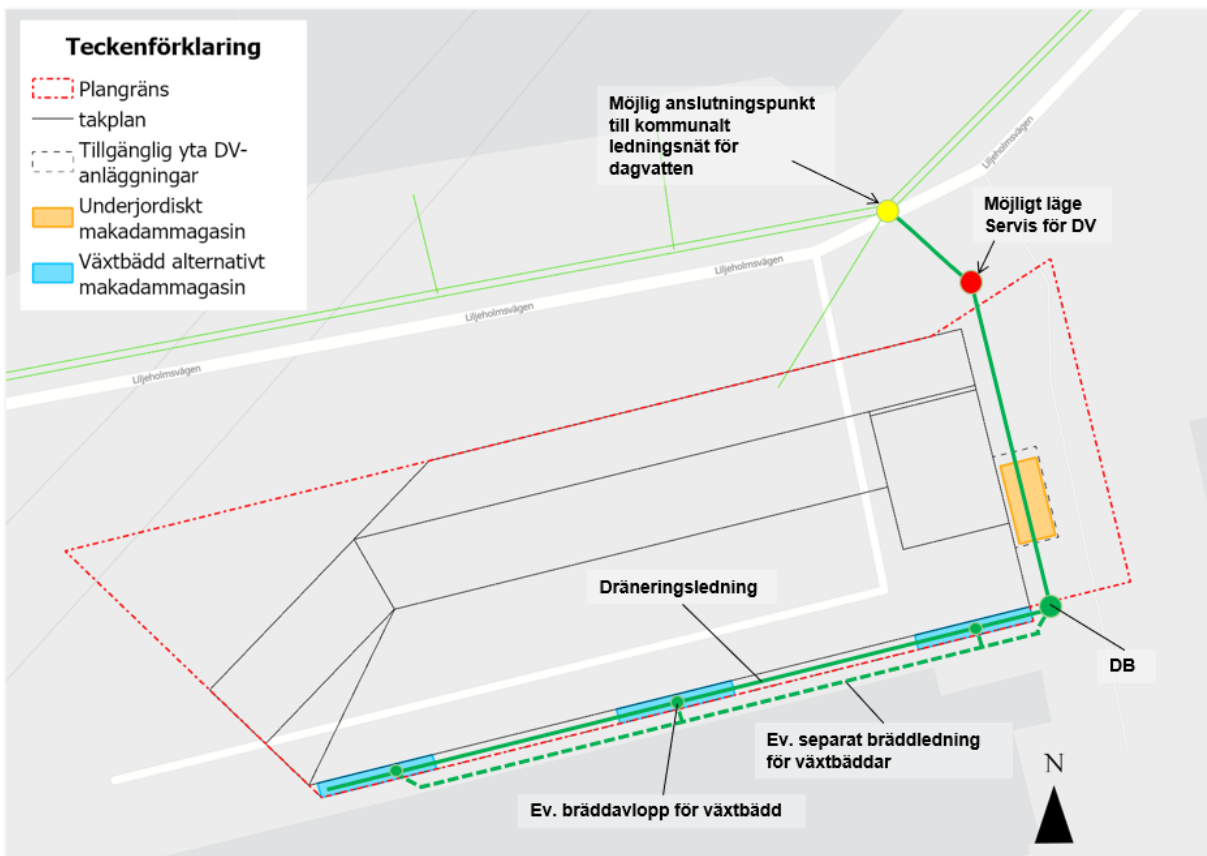 Teckenförklaring
Plangräns
takplan
Tillgänglig yta DV-
anläggningar
Underjordiskt
makadammagasin
Växtbädd alternativt
makadammagasin
Möjlig anslutningspunkt
till kommunalt
ledningsnät för
dagvatten
Liljeholmsvägen
Möjligt läge
Servis för DV
Liljeholmsvägen
Liljeholmsvägen
Liljeholmsvägen
Dräneringsledning
DB
Ev. separat bräddledning
för växtbäddar
Ev. bräddavlopp för växtbädd
N